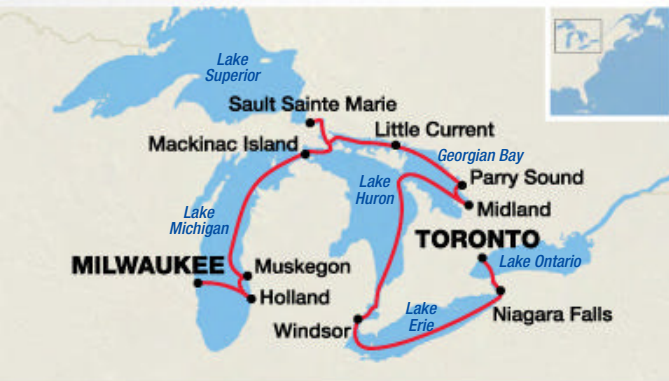 Lake
Superior
Sault Sainte Marie
Mackinac Island
Little Current
Georgian Bay
Lake
Huron
Parry Sound
Midland
Lake
Michigan
TORONTO
Lake Ontario
MILWAUKEE
Muskegon
Holland
Lake
Erie
Niagara Falls
Windsor